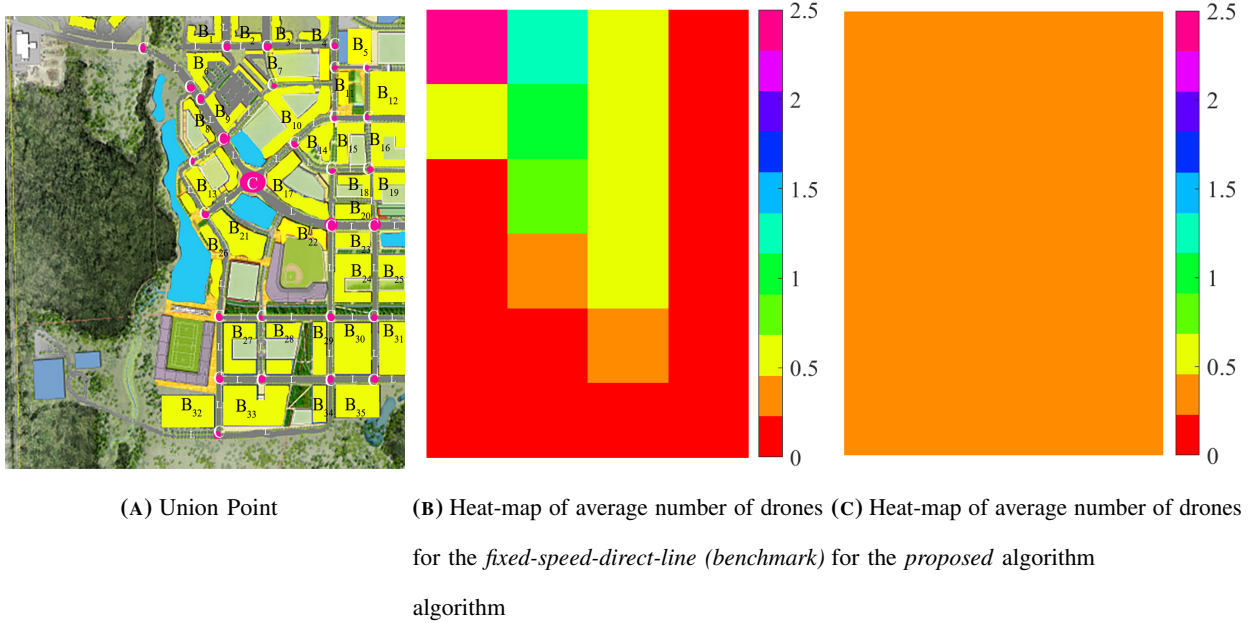 B1 B2 B3 B4
B5
B6
B7
B8
B9
B10
B11
B12
B13
B14
B15
B16
B17
B18
B19
B20
B21
B22
B23
B24
B25
B26
B27
B28
B29
B30
B31
B32
B33
B34
B35
C
2.5
2
1.5
1
0.5
0
2.5
2
1.5
1
0.5
0
(A) Union Point
(B) Heat-map of average number of drones
for the fixed-speed-direct-line (benchmark)
algorithm
(C) Heat-map of average number of drones
for the proposed algorithm